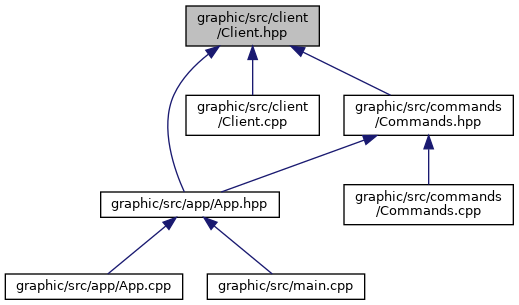 graphic/src/client
/Client.hpp
graphic/src/client
/Client.cpp
graphic/src/commands
/Commands.hpp
graphic/src/app/App.hpp
graphic/src/commands
/Commands.cpp
graphic/src/app/App.cpp
graphic/src/main.cpp